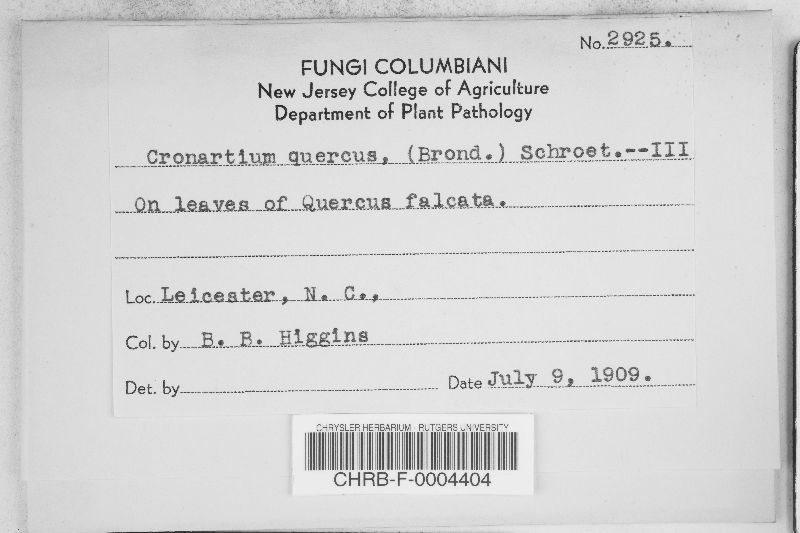 No. 2925.
FUNGI COLUMBIANI
New Jersey College of Agriculture
Department of Plant Pathology
Cronartium quercus, (Brond.) Schroet.--III
On leaves of Quercus falcata.
Loc. Leicester, N. C.,
Col. by B. B. Higgins
Det. by
Date July 9, 1909.
CHRYSLER HERBARIUM - RUTGERS UNIVERSITY
CHRB-F-0004404